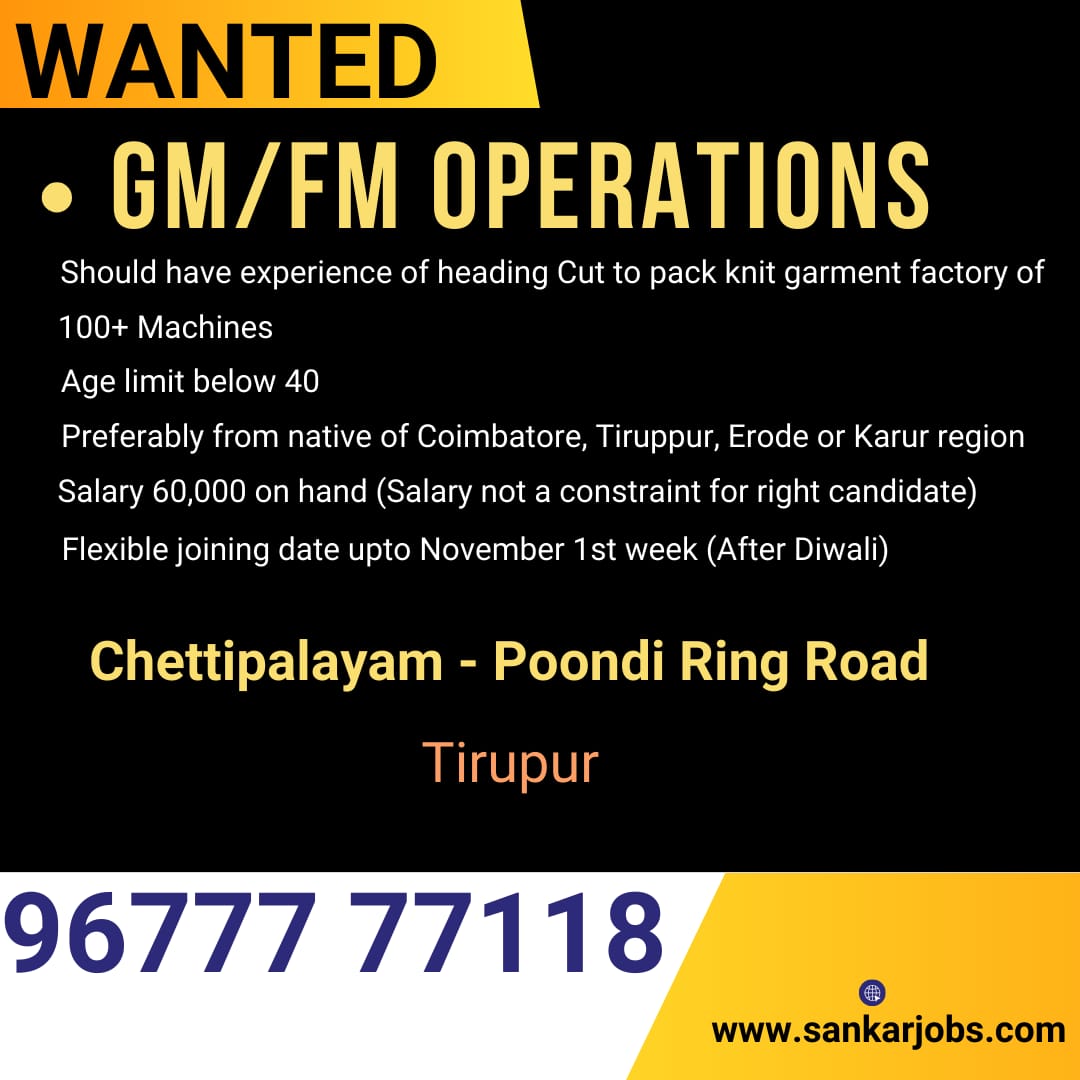 WANTED
• GM/FM OPERATIONS
Should have experience of heading Cut to pack knit garment factory of
100+ Machines
Age limit below 40
Preferably from native of Coimbatore, Tiruppur, Erode or Karur region
Salary 60,000 on hand (Salary not a constraint for right candidate)
Flexible joining date upto November 1st week (After Diwali)
Chettipalayam - Poondi Ring Road
Tirupur
96777 77118
www.sankarjobs.com